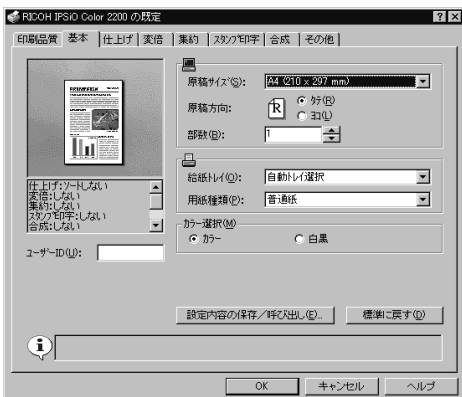 RICOH IPSiO Color 2200 の既定
印刷品質 基本 仕上げ 変倍 集約 スタンプ印字 合成 その他
原稿サイズ(S): A4 (210 x 297 mm)
原稿方向: R タテ(R)
ヨコ(L)
部数(B): 1
給紙トレイ(O): 自動トレイ選択
用紙種類(P): 普通紙
仕上げ:ソートしない
変倍:しない
集約:しない
スタンプ印字:しない
合成:しない
カラー選択(M)
カラー 白黒
ユーザーID(U):
設定内容の保存/呼び出し(E)... 標準に戻す(D)
OK キャンセル ヘルプ